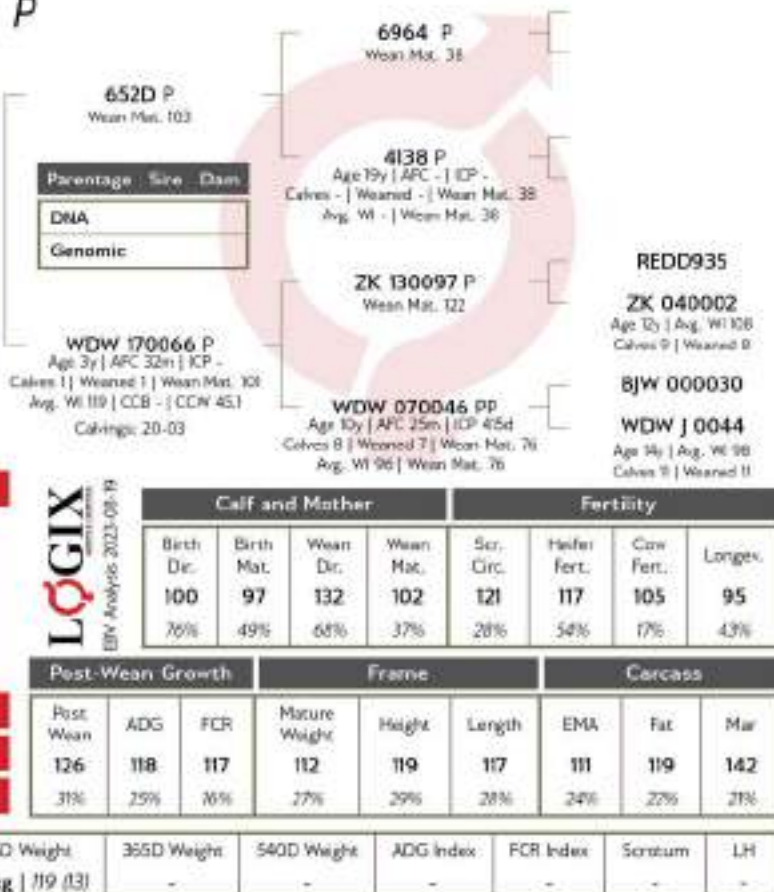 P
6964 P
Wean Mat. 38
652D P
Wean Mat. 103
4138 P
Age 19y | AFC - | ICP -
Calves - | Weaned - | Wean Mat. 38
Avg. WI - | Wean Mat. 38
Parentage Sire Dam
DNA
Genomic
ZK 130097 P
Wean Mat. 122
REDD935
ZK 040002
Age 12y | Avg. WI 108
Calves 9 | Weaned 8
WDW 170066 P
Age 3y | AFC 32m | ICP -
Calves 1 | Weaned 1 | Wean Mat. 101
Avg. WI 119 | CCB - | CCW 45,1
Calvings: 20-03
BJW 000030
WDW 070046 PP
Age 10y | AFC 25m | ICP 415d
Calves 8 | Weaned 7 | Wean Mat. 76
Avg. WI 96 | Wean Mat. 76
WDW J 0044
Age 14y | Avg. WI 98
Calves 11 | Weaned 11
LOGIX
EBV Analysis 2023-08-19
Calf and Mother Fertility
Birth Dir. Birth Mat. Wean Dir. Wean Mat. Scr. Circ. Heifer Fert. Cow Fert. Longev.
100 97 132 102 121 117 105 95
76% 49% 68% 37% 28% 54% 17% 43%
Post-Wean Growth Frame Carcass
Post Wean ADG FCR Mature Weight Height Length EMA Fat Mar
126 118 117 112 119 117 111 119 142
31% 25% 16% 27% 29% 28% 24% 22% 21%
D Weight 365D Weight 540D Weight ADG Index FCR Index Scrotum LH
g | 119 (13) - - - - - -